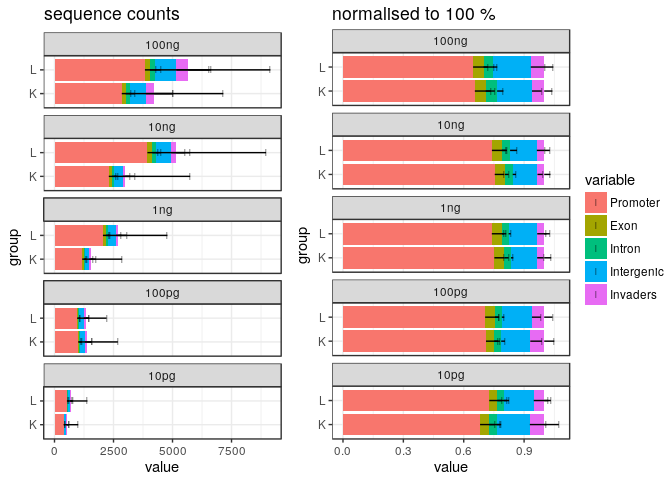 sequence counts
100ng
L
K
10ng
L
K
1ng
L
K
100pg
L
K
10pg
L
K
0
2500
5000
7500
value
group
normalised to 100 %
100ng
L
K
10ng
L
K
1ng
L
K
100pg
L
K
10pg
L
K
0.0
0.3
0.6
0.9
value
group
variable
Promoter
Exon
Intron
Intergenic
Invaders